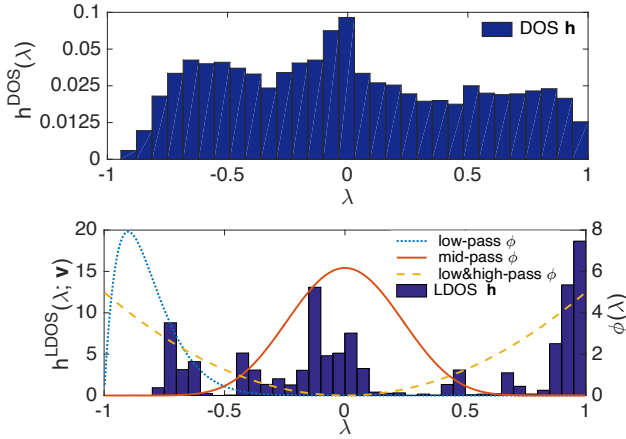 0.1
0.05
0.025
0.0125
0
h^DOS(λ)
DOS h
-1 -0.5 0 0.5 1
λ
20
15
10
5
0
h^LDOS(λ; v)
low-pass ϕ
mid-pass ϕ
low&high-pass ϕ
LDOS h
8
6
4
2
0
ϕ(λ)
-1 -0.5 0 0.5 1
λ